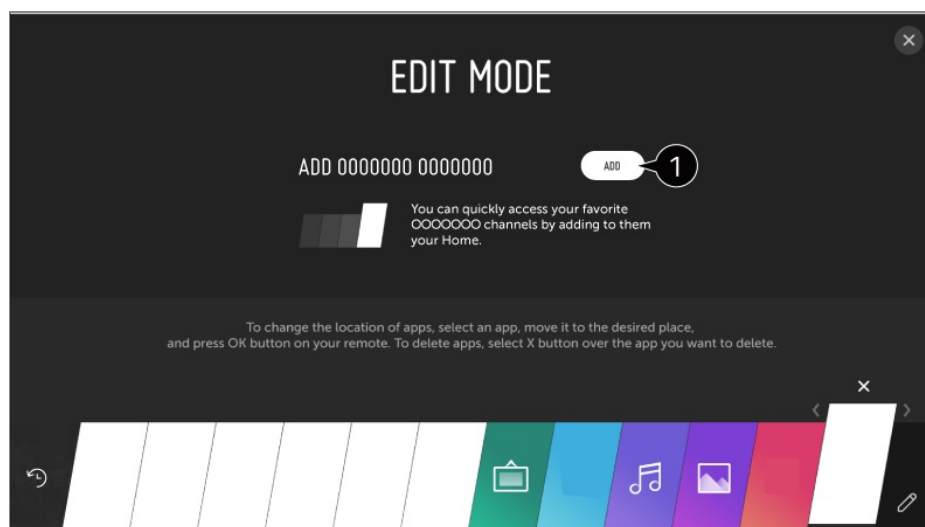 EDIT MODE
ADD OOOOOOO OOOOOOO
ADD
1
You can quickly access your favorite
OOOOOOO channels by adding to them
your Home.
To change the location of apps, select an app, move it to the desired place,
and press OK button on your remote. To delete apps, select X button over the app you want to delete.